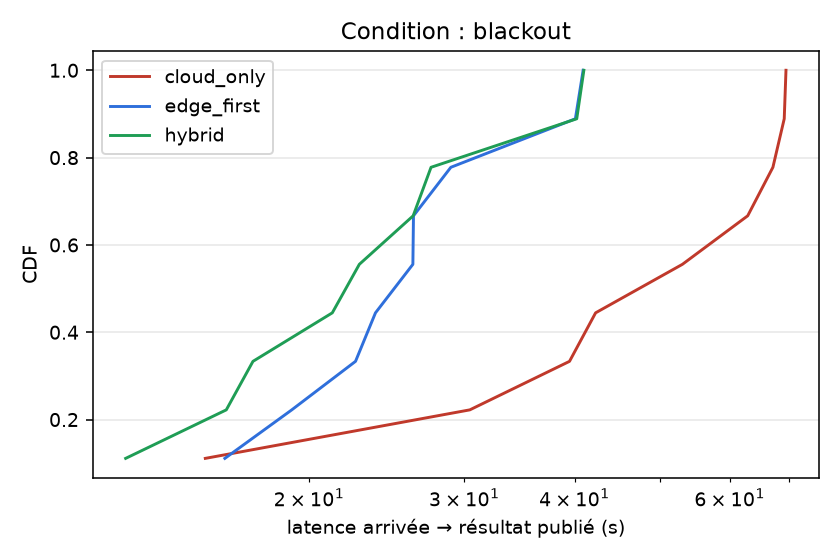 Condition : blackout
cloud_only
edge_first
hybrid
1.0
0.8
0.6
0.4
0.2
CDF
2 × 10¹
3 × 10¹
4 × 10¹
6 × 10¹
latence arrivée → résultat publié (s)